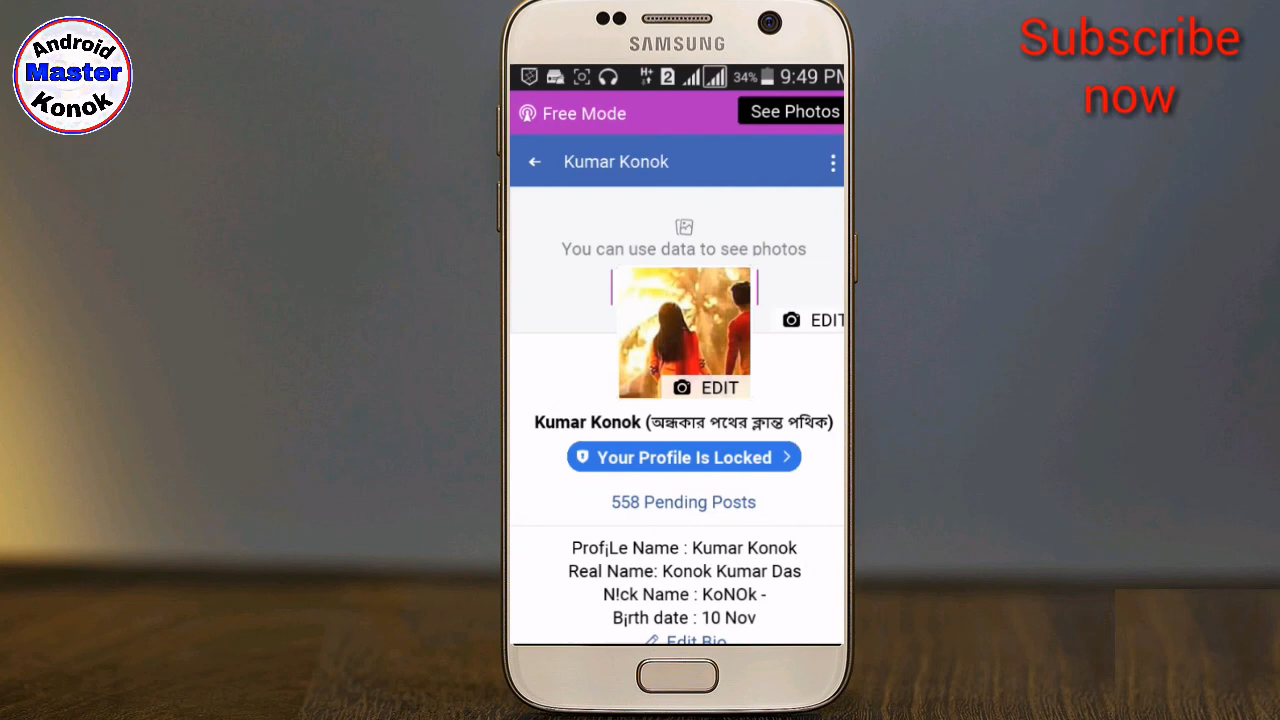 Android
Master
Konok
Subscribe
now
SAMSUNG
34% 9:49 PM
Free Mode
See Photos
Kumar Konok
You can use data to see photos
EDIT
EDIT
Kumar Konok (অন্ধকার পথের ক্লান্ত পথিক)
Your Profile Is Locked
558 Pending Posts
Prof¡Le Name : Kumar Konok
Real Name: Konok Kumar Das
N!ck Name : KoNOk -
B¡rth date : 10 Nov
Edit Bio